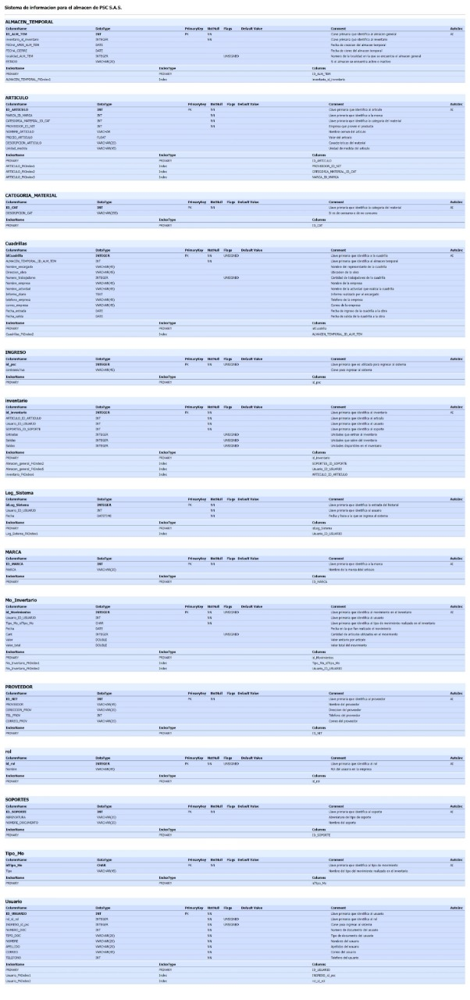 Sistema de informacion para el almacen de PSC S.A.S.
ALMACEN_TEMPORAL
ColumnName DataType PrimaryKey NotNull Flags Default Value Comment AutoInc
ID_ALM_TEM INT PK NN Clave primaria que identifica al almacen general AI
inventario_id_inventario INTEGER NN Llave primaria que identifica al inventario
FECHA_APER_ALM_TEM DATE Fecha de creacion del almacen temporal
FECHA_CIERRE DATE Fecha de cierre del almacen temporal
localidad_ALM_TEM INTEGER UNSIGNED Numero de la localidad en la que se encuentra el almacen general
ESTADO VARCHAR(20) Si el almacen se encuentra activo o inactivo
IndexName IndexType Columns
PRIMARY PRIMARY ID_ALM_TEM
ALMACEN_TEMPORAL_FKIndex1 Index inventario_id_inventario
ARTICULO
ColumnName DataType PrimaryKey NotNull Flags Default Value Comment AutoInc
ID_ARTICULO INT PK NN Llave primaria que identifica al articulo AI
MARCA_ID_MARCA INT NN Llave primaria que identifica a la marca
CATEGORIA_MATERIAL_ID_CAT INT NN Llave primaria que identifica la categoria del material
PROVEEDOR_ID_NIT INT NN Empresa que provee el producto
NOMBRE_ARTICULO VARCHAR Nombre comun del articulo
PRECIO_ARTICULO FLOAT Valor del articulo
DESCRIPCION_ARTICULO VARCHAR(20) Caracteristicas del material
Unidad_medida VARCHAR(45) Unidad de medida del articulo
IndexName IndexType Columns
PRIMARY PRIMARY ID_ARTICULO
ARTICULO_FKIndex1 Index PROVEEDOR_ID_NIT
ARTICULO_FKIndex2 Index CATEGORIA_MATERIAL_ID_CAT
ARTICULO_FKIndex3 Index MARCA_ID_MARCA
CATEGORIA_MATERIAL
ColumnName DataType PrimaryKey NotNull Flags Default Value Comment AutoInc
ID_CAT INT PK NN Llave primaria que identifica la categoria del material AI
DESCRIPCION_CAT Si es de consumo o de no consumo
IndexName IndexType Columns
PRIMARY PRIMARY ID_CAT
Cuadrillas
ColumnName DataType PrimaryKey NotNull Flags Default Value Comment AutoInc
idCuadrilla INTEGER PK NN UNSIGNED Llave primaria que identifica a la cuadrilla AI
ALMACEN_TEMPORAL_ID_ALM_TEM INT NN Llave primaria que identifica el almacen temporal
Nombre_encargado VARCHAR(45) Nombre del representante de la cuadrilla
Direccion_obra VARCHAR(45) Ubicacion de la obra
Numero_trabajadores INTEGER UNSIGNED Cantidad de trabajadores de la cuadrilla
Nombre_empresa VARCHAR(45) Nombre de la empresa
Nombre_actividad VARCHAR(45) Nombre de la actividad que realiza la cuadrilla
Informe_diario TEXT Informe realizado por el encargado
telefono_empresa VARCHAR(45) Telefono de la empresa
correo_empresa VARCHAR(45) Correo de la empresa
Fecha_entrada DATE Fecha de ingreso de la cuadrilla a la obra
Fecha_salida DATE Fecha de salida de la cuadrilla a la obra
IndexName IndexType Columns
PRIMARY PRIMARY idCuadrilla
Cuadrillas_FKIndex2 Index ALMACEN_TEMPORAL_ID_ALM_TEM
INGRESO
ColumnName DataType PrimaryKey NotNull Flags Default Value Comment AutoInc
id_psc INTEGER PK NN UNSIGNED Llave primaria que es utilizada para ingresar al sistema AI
contrasenna VARCHAR(45) Clave para ingresar al sistema
IndexName IndexType Columns
PRIMARY PRIMARY id_psc
inventario
ColumnName DataType PrimaryKey NotNull Flags Default Value Comment AutoInc
id_inventario INTEGER PK NN Llave primaria que identifica al inventario AI
ARTICULO_ID_ARTICULO INT NN Llave primaria que identifica al articulo
Usuario_ID_USUARIO INT NN Llave primaria que identifica al usuario
SOPORTES_ID_SOPORTE INT NN Llave primaria que identifica el soporte
Entradas INTEGER UNSIGNED Unidades que entran al inventario
Salidas INTEGER UNSIGNED Unidades que salen del inventario
Saldos INTEGER UNSIGNED Unidades disponibles en el inventario
IndexName IndexType Columns
PRIMARY PRIMARY id_inventario
Almacen_general_FKIndex2 Index SOPORTES_ID_SOPORTE
Almacen_general_FKIndex5 Index Usuario_ID_USUARIO
inventario_FKIndex4 Index ARTICULO_ID_ARTICULO
Log_Sistema
ColumnName DataType PrimaryKey NotNull Flags Default Value Comment AutoInc
idLog_Sistema INTEGER PK NN UNSIGNED Llave primaria que identifica la entrada del historial AI
Usuario_ID_USUARIO INT NN Llave primaria que identifica al usuario
Fecha DATETIME NN Fecha y hora a la que se ingreso al sistema
IndexName IndexType Columns
PRIMARY PRIMARY idLog_Sistema
Log_Sistema_FKIndex1 Index Usuario_ID_USUARIO
MARCA
ColumnName DataType PrimaryKey NotNull Flags Default Value Comment AutoInc
ID_MARCA INT PK NN Llave primaria que identifica a la marca AI
MARCA VARCHAR(20) Nombre de la marca del articulo
IndexName IndexType Columns
PRIMARY PRIMARY ID_MARCA
Mo_Invertario
ColumnName DataType PrimaryKey NotNull Flags Default Value Comment AutoInc
id_Movimientos INTEGER PK NN UNSIGNED Llave primaria que identifica el movimiento en el inventario AI
Usuario_ID_USUARIO INT NN Llave primaria que identifica al usuario
Tipo_Mo_idTipo_Mo CHAR NN Llave primaria que identifica el tipo de movimiento realizado en el inventario
Fecha DATE Fecha en la que fue realizado el movimiento
Cant INTEGER UNSIGNED Cantidad de articulos utilizados en el movimiento
Valor DOUBLE Valor unitario por articulo
Valor_total DOUBLE Valor total del movimiento
IndexName IndexType Columns
PRIMARY PRIMARY id_Movimientos
Mo_Invertario_FKIndex1 Index Tipo_Mo_idTipo_Mo
Mo_Invertario_FKIndex2 Index Usuario_ID_USUARIO
PROVEEDOR
ColumnName DataType PrimaryKey NotNull Flags Default Value Comment AutoInc
ID_NIT INT PK NN Llave primaria que identifica al proveedor AI
PROVEEDOR VARCHAR(45) Nombre del proveedor
DIRECCION_PROV VARCHAR(20) Direccion del proveedor
TEL_PROV INT Telefono del proveedor
CORREO_PROV VARCHAR(20) Correo del proveedor
IndexName IndexType Columns
PRIMARY PRIMARY ID_NIT
rol
ColumnName DataType PrimaryKey NotNull Flags Default Value Comment AutoInc
id_rol INTEGER PK NN UNSIGNED Llave primaria que identifica el rol AI
Nombre VARCHAR(45) Rol del usuario en la empresa
IndexName IndexType Columns
PRIMARY PRIMARY id_rol
SOPORTES
ColumnName DataType PrimaryKey NotNull Flags Default Value Comment AutoInc
ID_SOPORTE INT PK NN Llave primaria que identifica el soporte AI
ABREVIATURA VARCHAR(20) Abreviatura del tipo de soporte
NOMBRE_DOCUMENTO VARCHAR(20) Nombre del soporte
IndexName IndexType Columns
PRIMARY PRIMARY ID_SOPORTE
Tipo_Mo
ColumnName DataType PrimaryKey NotNull Flags Default Value Comment AutoInc
idTipo_Mo CHAR PK NN Llave primaria que identifica el tipo de movimiento AI
Tipo VARCHAR(45) Nombre del tipo del movimiento realizado en el inventario
IndexName IndexType Columns
PRIMARY PRIMARY idTipo_Mo
Usuario
ColumnName DataType PrimaryKey NotNull Flags Default Value Comment AutoInc
ID_USUARIO INT PK NN Llave primaria que identifica al usuario AI
rol_id_rol INTEGER NN UNSIGNED Llave primaria que identifica el rol
INGRESO_id_psc INTEGER NN UNSIGNED Clave para ingresar al sistema
NUMERO_DOC INT NN Numero de documento del usuario
TIPO_DOC VARCHAR(20) NN Tipo de documento del usuario
NOMBRE VARCHAR(20) NN Nombres del usuario
APELLIDO VARCHAR(20) NN Apellidos del usuario
CORREO VARCHAR(45) NN Correo del usuario
TELEFONO INT NN Telefono del usuario
IndexName IndexType Columns
PRIMARY PRIMARY ID_USUARIO
Usuario_FKIndex1 Index INGRESO_id_psc
Usuario_FKIndex3 Index rol_id_rol